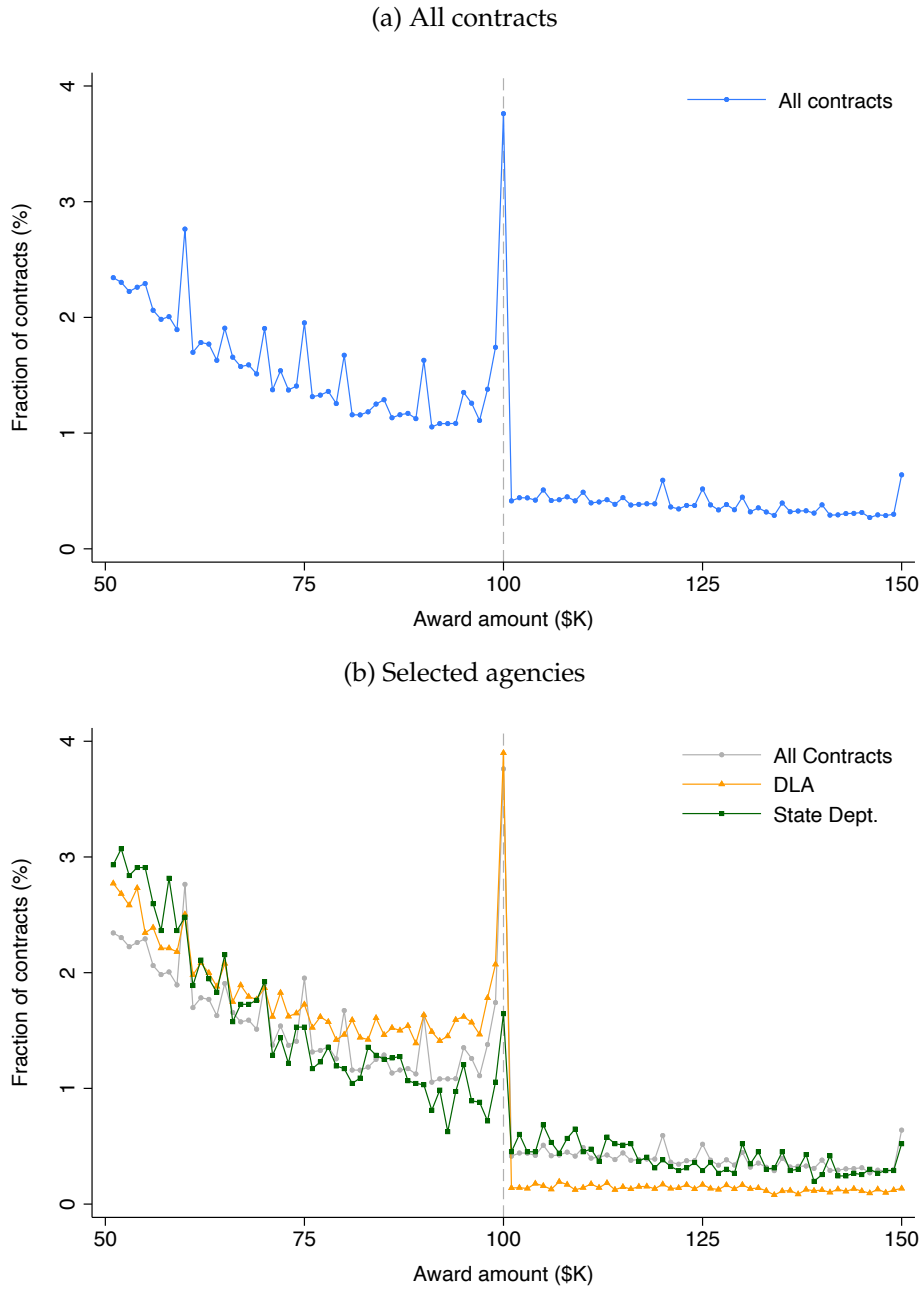 (a) All contracts
4
3
2
1
0
Fraction of contracts (%)
All contracts
50
75
100
125
150
Award amount ($K)
(b) Selected agencies
4
3
2
1
0
Fraction of contracts (%)
All Contracts
DLA
State Dept.
50
75
100
125
150
Award amount ($K)